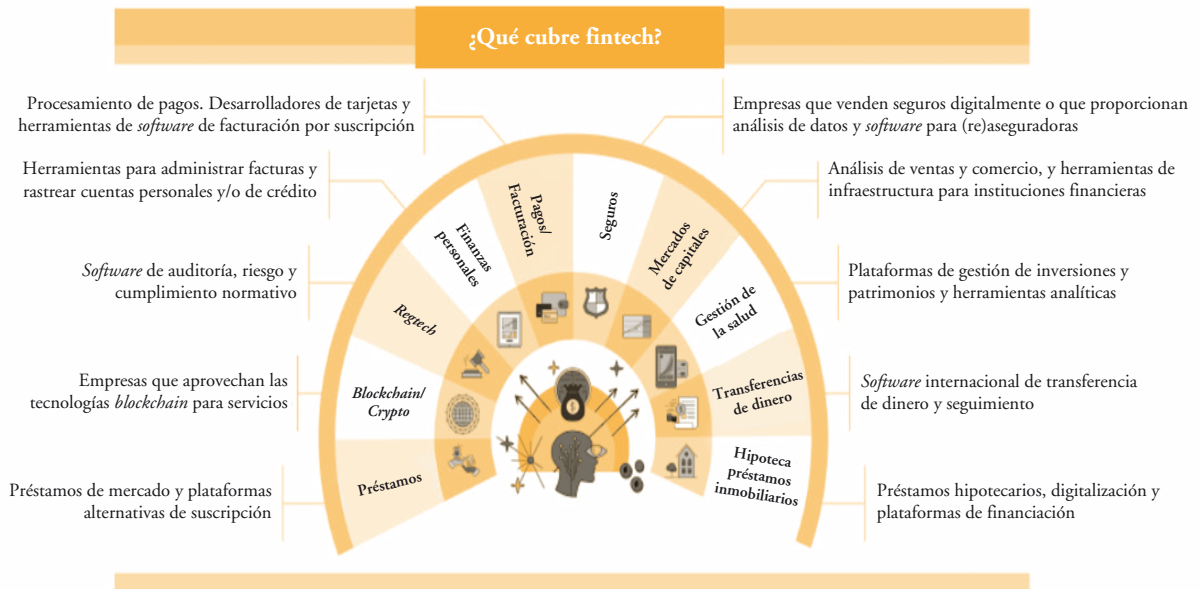 ¿Qué cubre fintech?
Procesamiento de pagos. Desarrolladores de tarjetas y
herramientas de software de facturación por suscripción
Herramientas para administrar facturas y
rastrear cuentas personales y/o de crédito
Software de auditoría, riesgo y
cumplimiento normativo
Empresas que aprovechan las
tecnologías blockchain para servicios
Préstamos de mercado y plataformas
alternativas de suscripción
Préstamos
Blockchain/
Crypto
Regtech
Finanzas
personales
Pagos/
Facturación
Seguros
Mercados
de capitales
Gestión de
la salud
Transferencias
de dinero
Hipoteca
préstamos
inmobiliarios
Empresas que venden seguros digitalmente o que proporcionan
análisis de datos y software para (re)aseguradoras
Análisis de ventas y comercio, y herramientas de
infraestructura para instituciones financieras
Plataformas de gestión de inversiones y
patrimonios y herramientas analíticas
Software internacional de transferencia
de dinero y seguimiento
Préstamos hipotecarios, digitalización y
plataformas de financiación